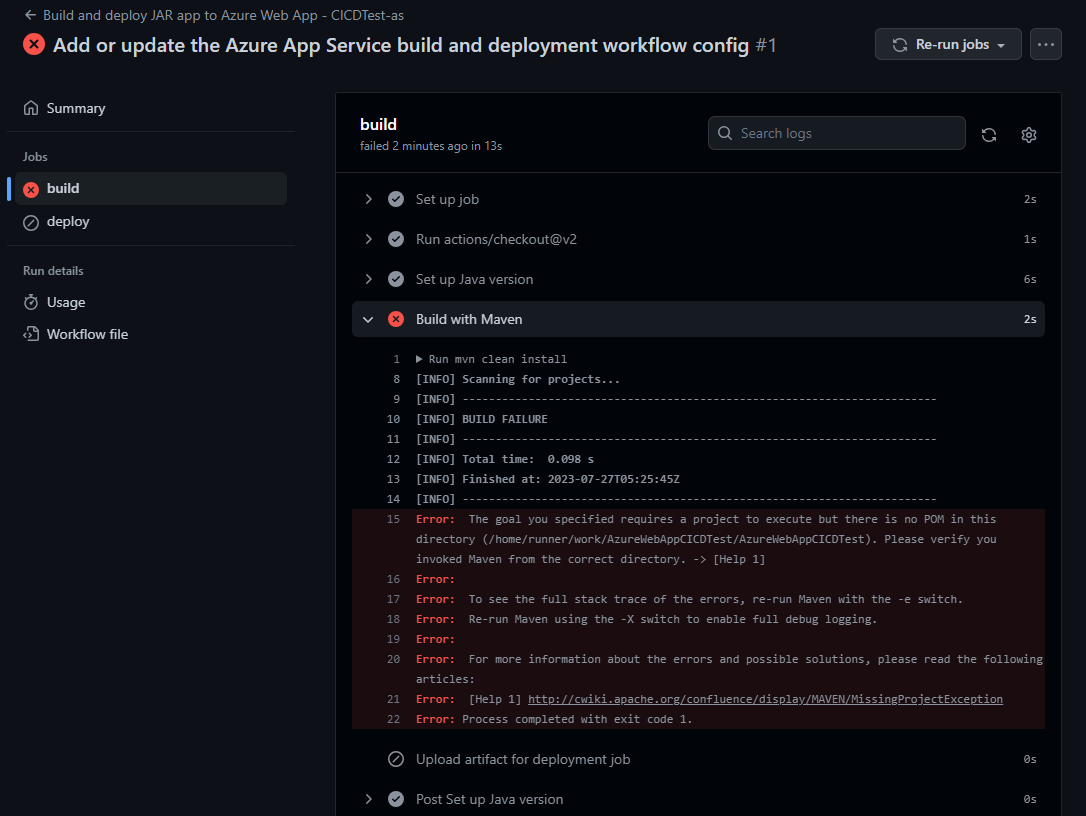 Build and deploy JAR app to Azure Web App - CICDTest-as
Add or update the Azure App Service build and deployment workflow config #1
Re-run jobs
Summary
Jobs
build
deploy
Run details
Usage
Workflow file
build
failed 2 minutes ago in 13s
Search logs
Set up job 2s
Run actions/checkout@v2 1s
Set up Java version 6s
Build with Maven 2s
1 Run mvn clean install
8 [INFO] Scanning for projects...
9 [INFO] ------------------------------------------------------------------------
10 [INFO] BUILD FAILURE
11 [INFO] ------------------------------------------------------------------------
12 [INFO] Total time:  0.098 s
13 [INFO] Finished at: 2023-07-27T05:25:45Z
14 [INFO] ------------------------------------------------------------------------
15 Error:  The goal you specified requires a project to execute but there is no POM in this
directory (/home/runner/work/AzureWebAppCICDTest/AzureWebAppCICDTest). Please verify you
invoked Maven from the correct directory. -> [Help 1]
16 Error:
17 Error:  To see the full stack trace of the errors, re-run Maven with the -e switch.
18 Error:  Re-run Maven using the -X switch to enable full debug logging.
19 Error:
20 Error:  For more information about the errors and possible solutions, please read the following
articles:
21 Error:  [Help 1] http://cwiki.apache.org/confluence/display/MAVEN/MissingProjectException
22 Error: Process completed with exit code 1.
Upload artifact for deployment job 0s
Post Set up Java version 0s